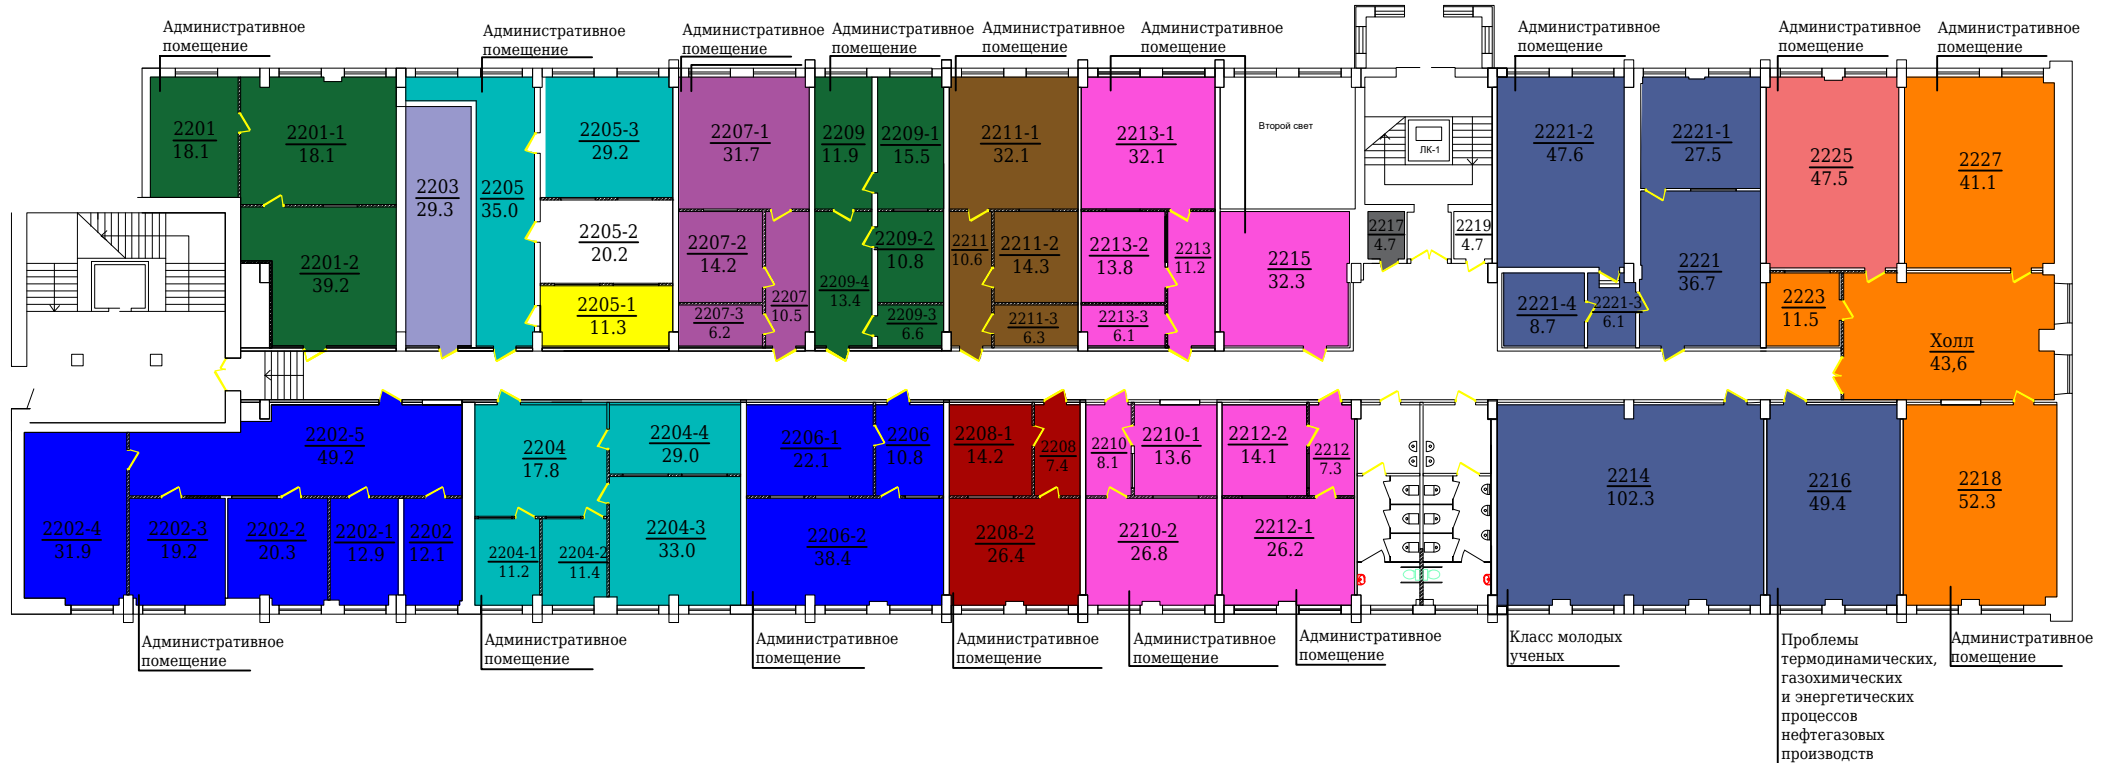 Административное
помещение
Административное
помещение
Административное
помещение
Административное
помещение
Административное
помещение
Административное
помещение
Административное
помещение
Административное
помещение
Административное
помещение
2201
18.1
2201-1
18.1
2201-2
39.2
2203
29.3
2205
35.0
2205-3
29.2
2205-2
20.2
2205-1
11.3
2207-1
31.7
2207-2
14.2
2207-3
6.2
2207
10.5
2209
11.9
2209-1
15.5
2209-2
10.8
2209-4
13.4
2209-3
6.6
2211-1
32.1
2211
10.6
2211-2
14.3
2211-3
6.3
2213-1
32.1
2213-2
13.8
2213
11.2
2213-3
6.1
Второй свет
2215
32.3
ЛК-1
2217
4.7
2219
4.7
2221-2
47.6
2221-1
27.5
2221
36.7
2221-4
8.7
2221-3
6.1
2225
47.5
2223
11.5
2227
41.1
Холл
43,6
2202-5
49.2
2202-4
31.9
2202-3
19.2
2202-2
20.3
2202-1
12.9
2202
12.1
2204
17.8
2204-4
29.0
2204-1
11.2
2204-2
11.4
2204-3
33.0
2206-1
22.1
2206
10.8
2206-2
38.4
2208-1
14.2
2208
7.4
2208-2
26.4
2210
8.1
2210-1
13.6
2210-2
26.8
2212-2
14.1
2212
7.3
2212-1
26.2
2214
102.3
2216
49.4
2218
52.3
Административное
помещение
Административное
помещение
Административное
помещение
Административное
помещение
Административное
помещение
Административное
помещение
Класс молодых
ученых
Проблемы
термодинамических,
газохимических
и энергетических
процессов
нефтегазовых
производств
Административное
помещение